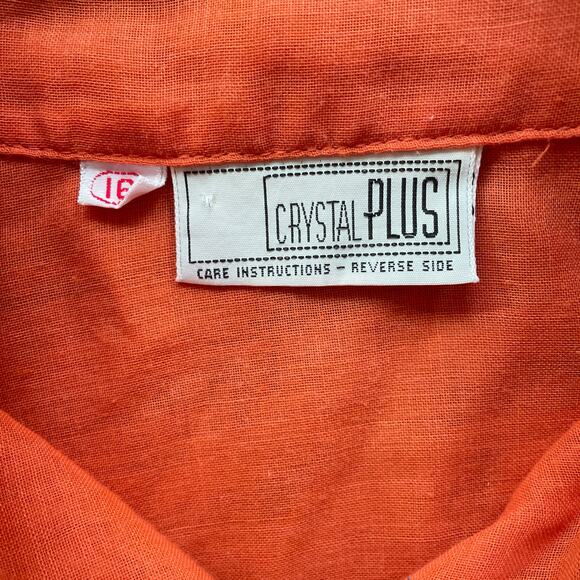 16
CRYSTAL PLUS
CARE INSTRUCTIONS - REVERSE SIDE